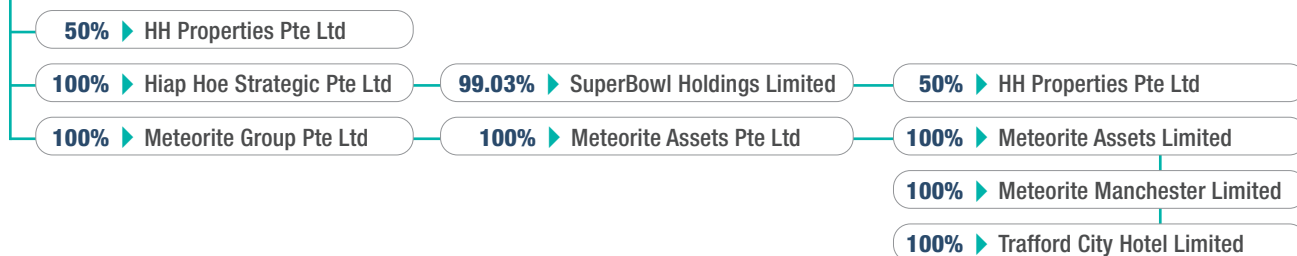 50% HH Properties Pte Ltd
100% Hiap Hoe Strategic Pte Ltd 99.03% SuperBowl Holdings Limited 50% HH Properties Pte Ltd
100% Meteorite Group Pte Ltd 100% Meteorite Assets Pte Ltd 100% Meteorite Assets Limited
100% Meteorite Manchester Limited
100% Trafford City Hotel Limited